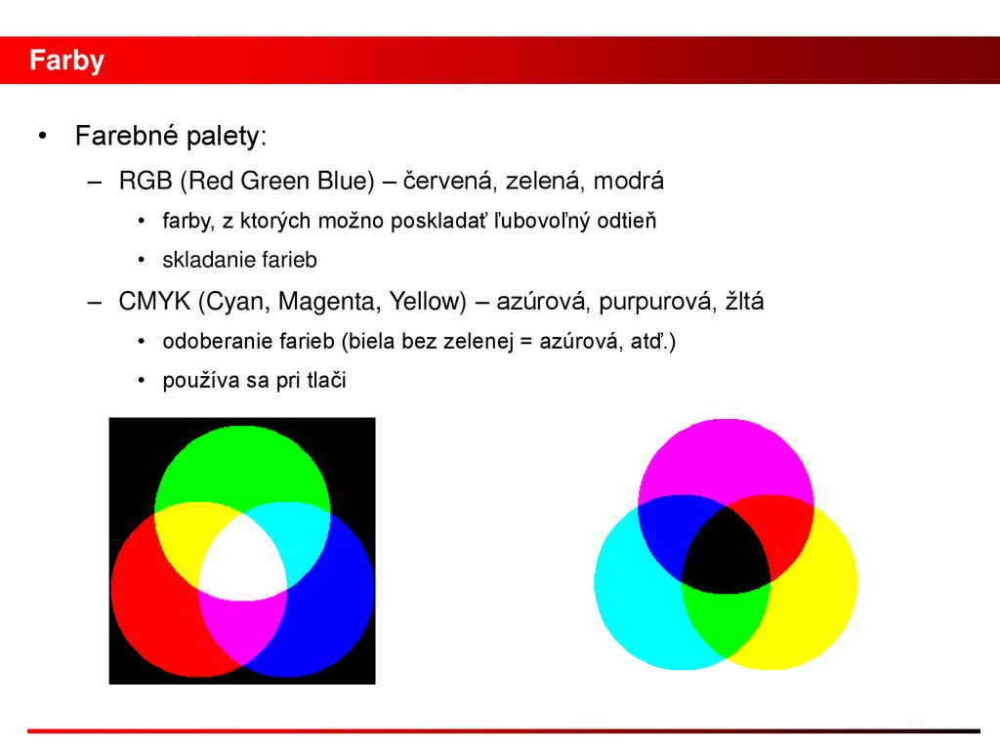 Farby
• Farebné palety:
– RGB (Red Green Blue) – červená, zelená, modrá
• farby, z ktorých možno poskladať ľubovoľný odtieň
• skladanie farieb
– CMYK (Cyan, Magenta, Yellow) – azúrová, purpurová, žltá
• odoberanie farieb (biela bez zelenej = azúrová, atď.)
• používa sa pri tlači